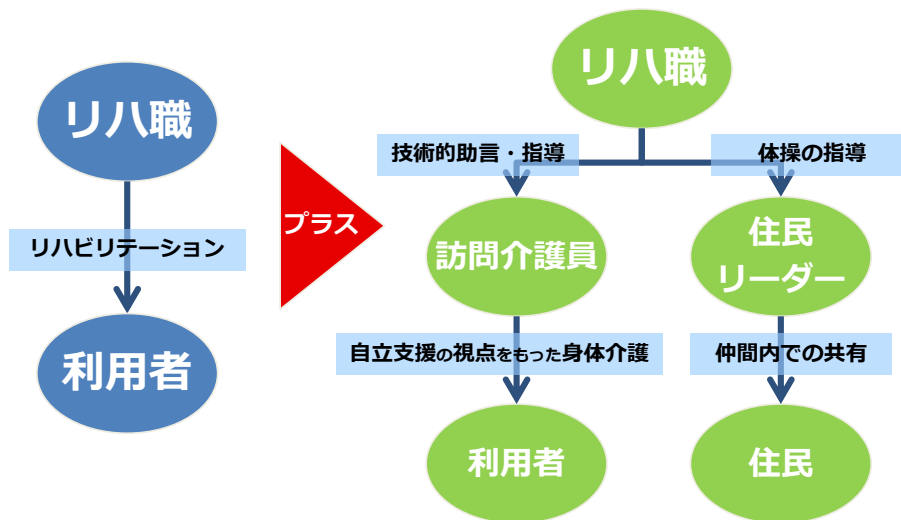 リハ職
リハビリテーション
利用者
プラス
リハ職
技術的助言・指導
体操の指導
訪問介護員
住民
リーダー
自立支援の視点をもった身体介護
仲間内での共有
利用者
住民